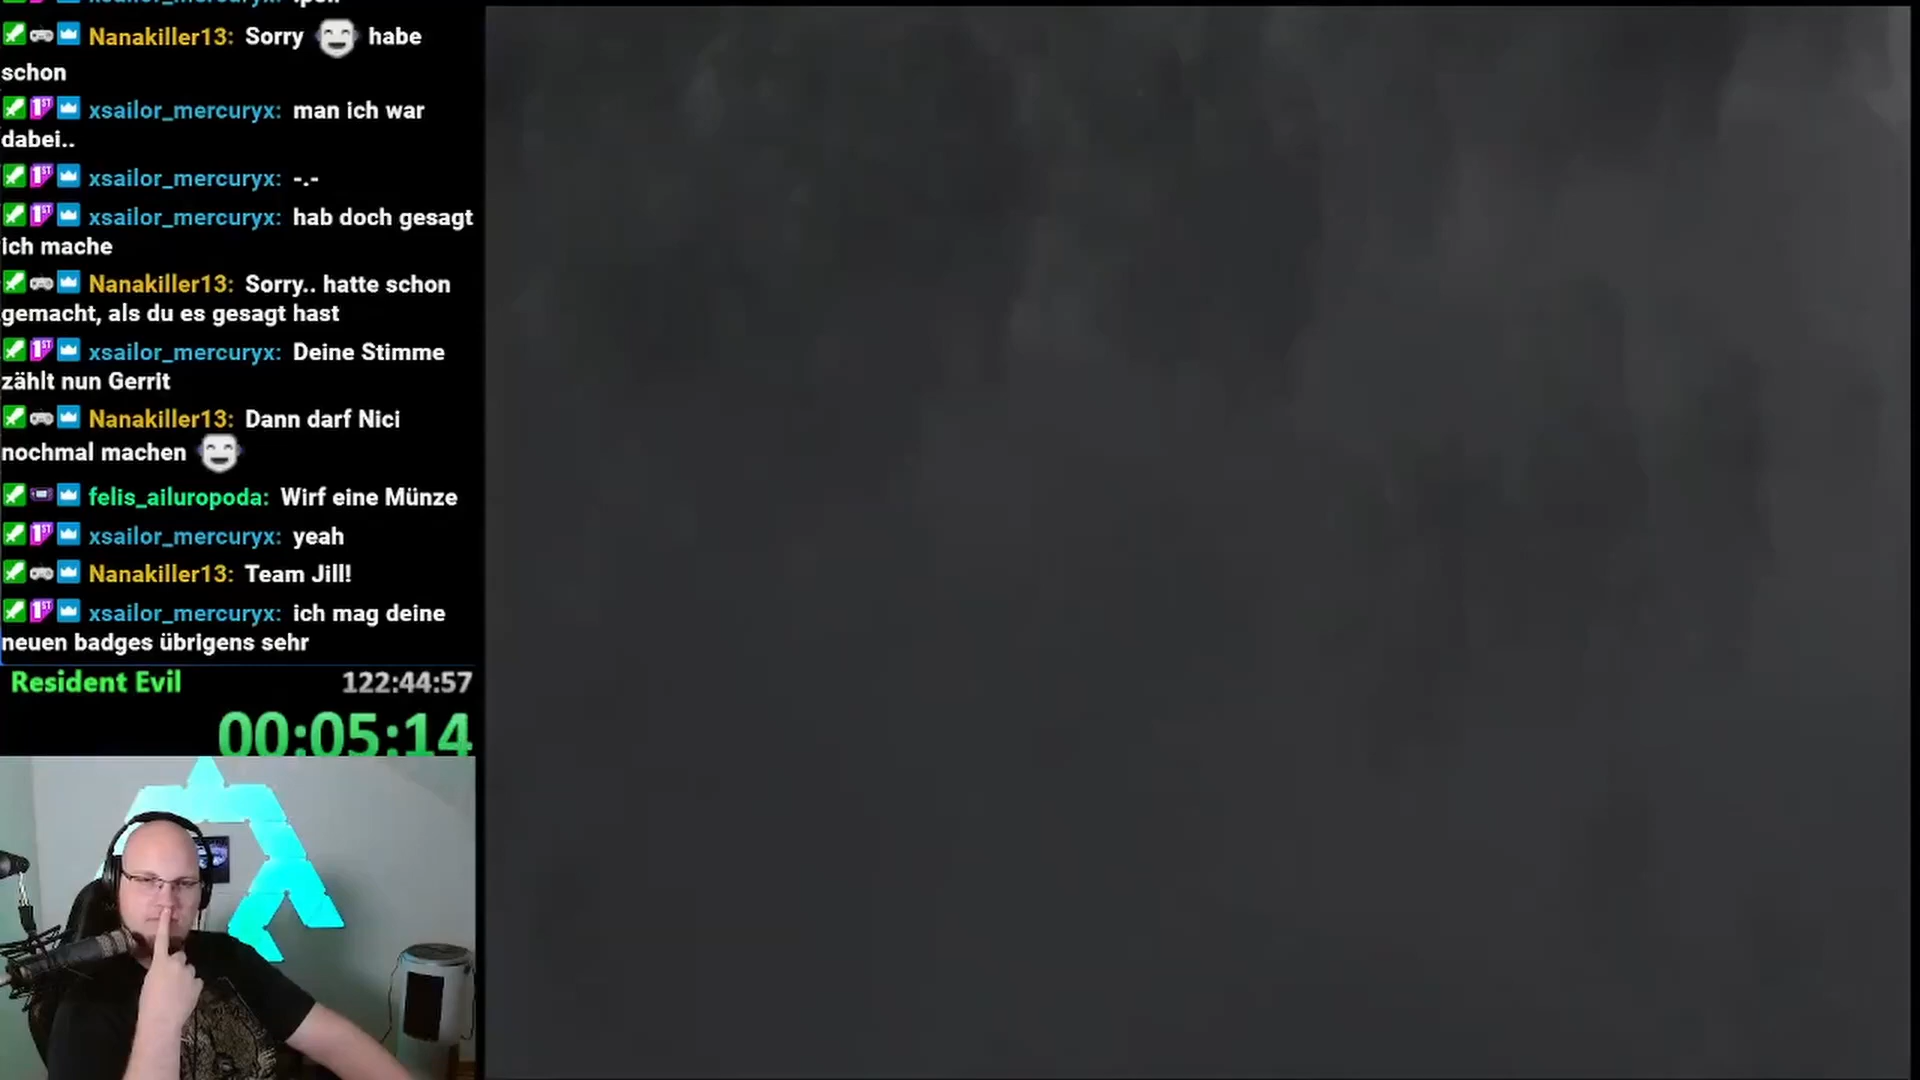 Nanakiller13: Sorry habe
schon
xsailor_mercuryx: man ich war
dabei..
xsailor_mercuryx: -.-
xsailor_mercuryx: hab doch gesagt
ich mache
Nanakiller13: Sorry.. hatte schon
gemacht, als du es gesagt hast
xsailor_mercuryx: Deine Stimme
zählt nun Gerrit
Nanakiller13: Dann darf Nici
nochmal machen
felis_ailuropoda: Wirf eine Münze
xsailor_mercuryx: yeah
Nanakiller13: Team Jill!
xsailor_mercuryx: ich mag deine
neuen badges übrigens sehr
Resident Evil 122:44:57
00:05:14